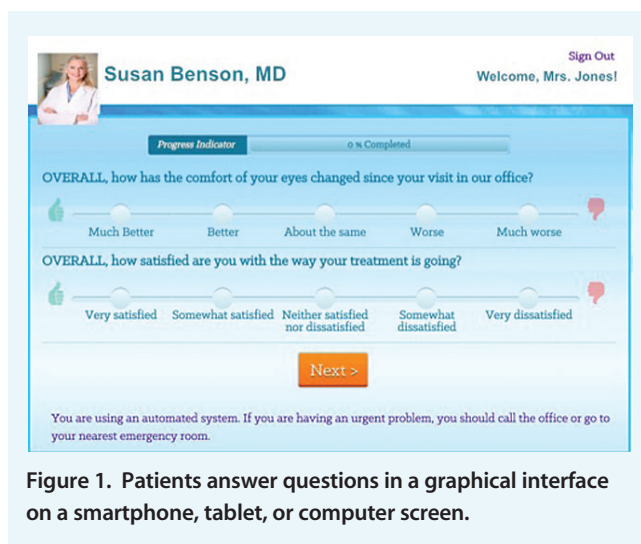 Sign Out
Susan Benson, MD
Welcome, Mrs. Jones!
Progress Indicator
0 % Completed
OVERALL, how has the comfort of your eyes changed since your visit in our office?
Much Better Better About the same Worse Much worse
OVERALL, how satisfied are you with the way your treatment is going?
Very satisfied Somewhat satisfied Neither satisfied nor dissatisfied Somewhat dissatisfied Very dissatisfied
Next >
You are using an automated system. If you are having an urgent problem, you should call the office or go to
your nearest emergency room.
Figure 1. Patients answer questions in a graphical interface
on a smartphone, tablet, or computer screen.